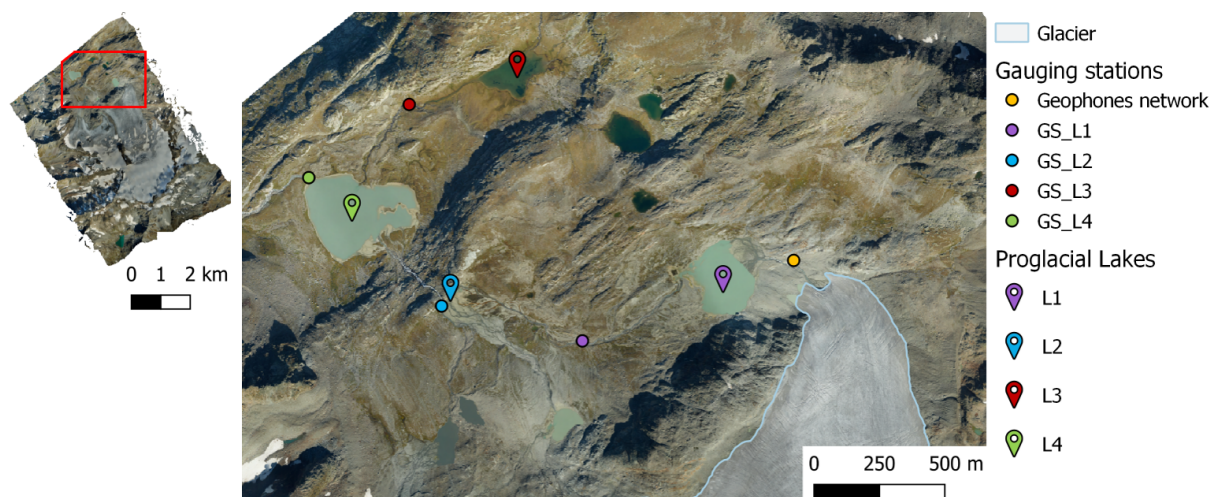 0 1 2 km
0 250 500 m
Glacier
Gauging stations
Geophones network
GS_L1
GS_L2
GS_L3
GS_L4
Proglacial Lakes
L1
L2
L3
L4